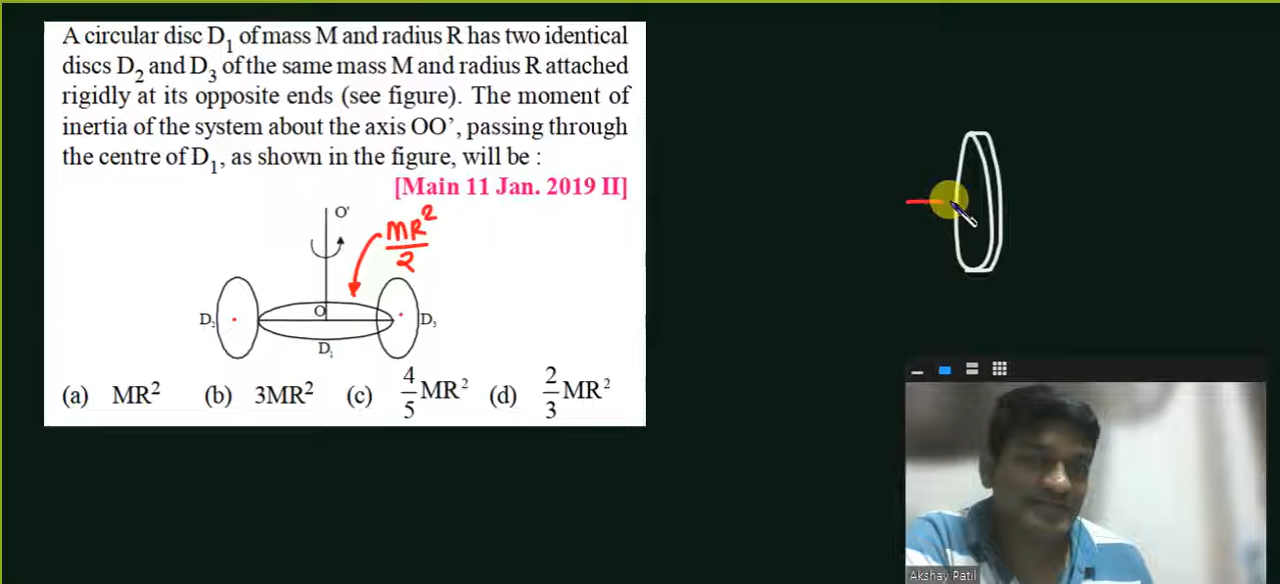 A circular disc D₁ of mass M and radius R has two identical
discs D₂ and D₃ of the same mass M and radius R attached
rigidly at its opposite ends (see figure). The moment of
inertia of the system about the axis OO’, passing through
the centre of D₁, as shown in the figure, will be :
[Main 11 Jan. 2019 II]
O'
MR²/2
D₂
O
D₃
D₁
(a) MR² (b) 3MR² (c) 4/5 MR² (d) 2/3 MR²
Akshay Patil